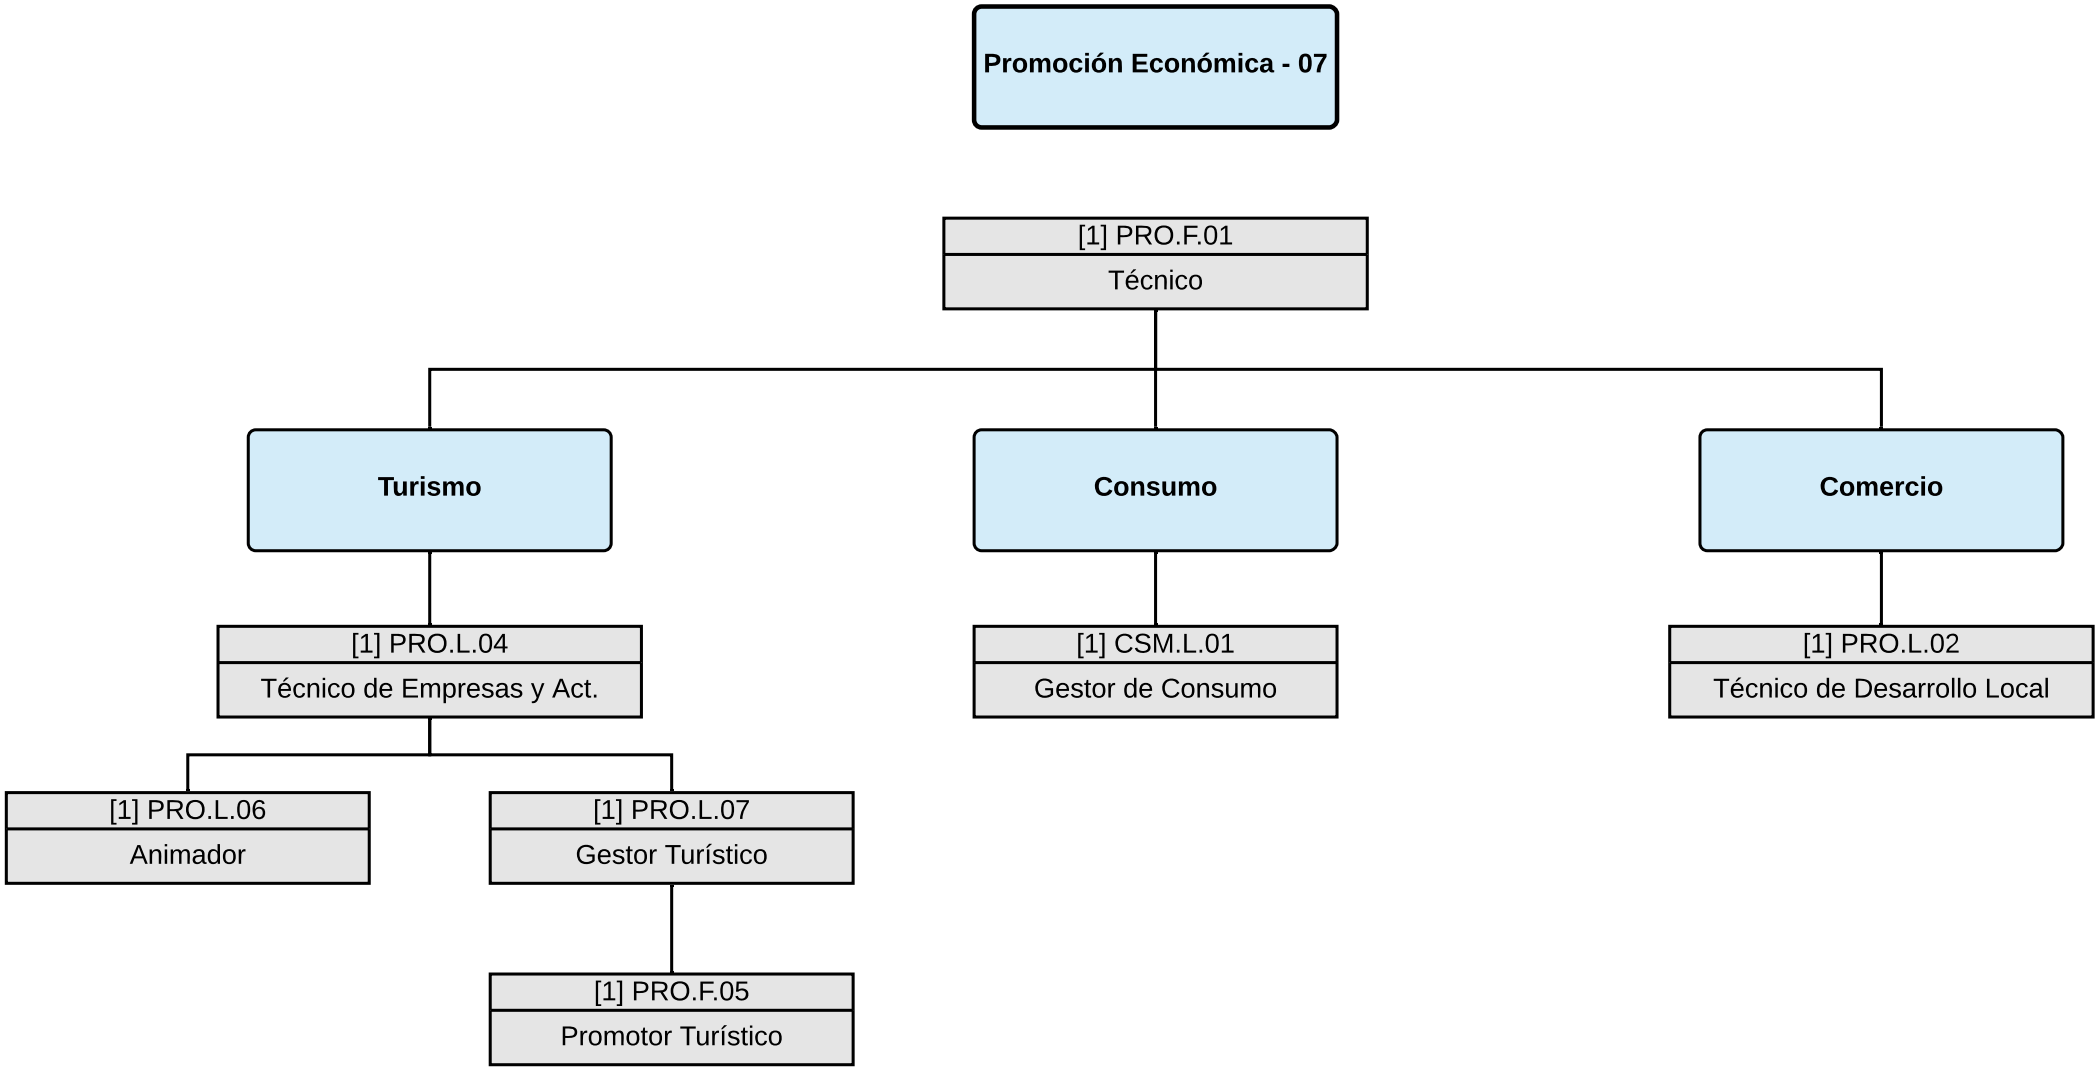 Promoción Económica - 07
[1] PRO.F.01
Técnico
Turismo
Consumo
Comercio
[1] PRO.L.04
Técnico de Empresas y Act.
[1] CSM.L.01
Gestor de Consumo
[1] PRO.L.02
Técnico de Desarrollo Local
[1] PRO.L.06
Animador
[1] PRO.L.07
Gestor Turístico
[1] PRO.F.05
Promotor Turístico